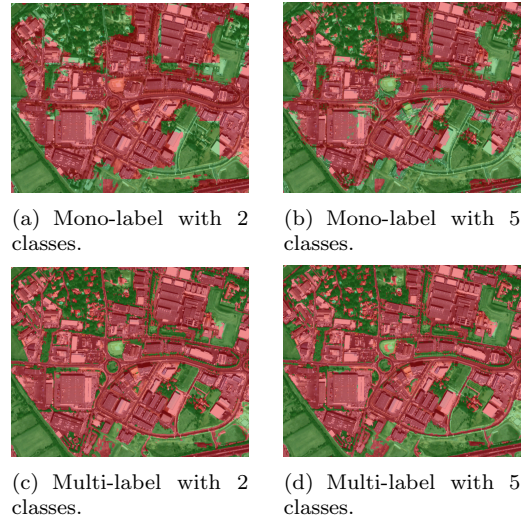 (a) Mono-label with 2
classes.
(b) Mono-label with 5
classes.
(c) Multi-label with 2
classes.
(d) Multi-label with 5
classes.